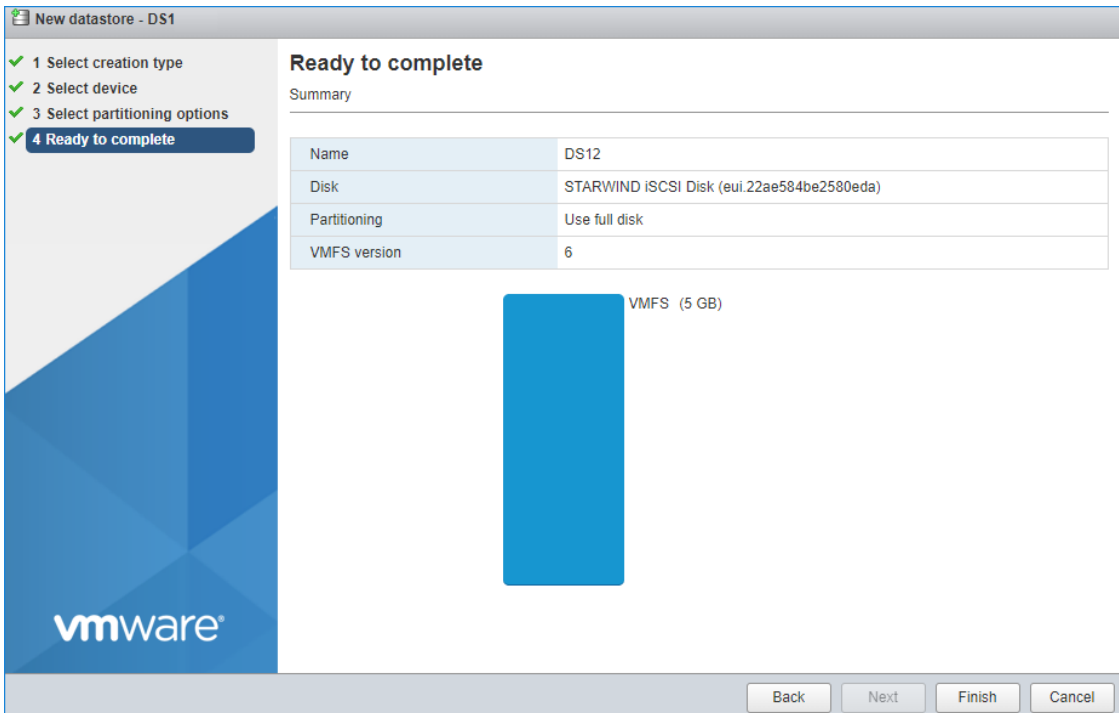 New datastore - DS1
1 Select creation type
2 Select device
3 Select partitioning options
4 Ready to complete
Ready to complete
Summary
Name DS12
Disk STARWIND iSCSI Disk (eui.22ae584be2580eda)
Partitioning Use full disk
VMFS version 6
VMFS (5 GB)
vmware®
Back Next Finish Cancel